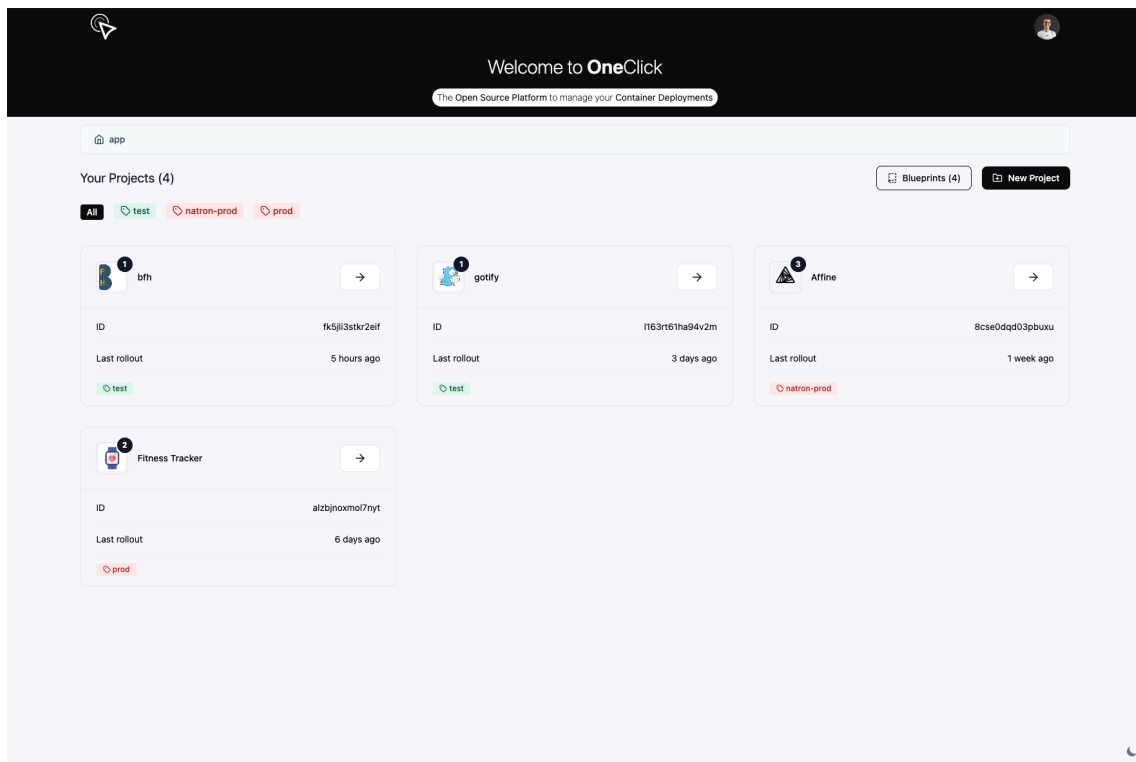 Welcome to OneClick
The Open Source Platform to manage your Container Deployments
app
Your Projects (4)
Blueprints (4)
New Project
All
test
natron-prod
prod
1
bfh
ID
fk5jli3stkr2eif
Last rollout
5 hours ago
test
1
gotify
ID
l163rt61ha94v2m
Last rollout
3 days ago
test
3
Affine
ID
8cse0dqd03pbuxu
Last rollout
1 week ago
natron-prod
2
Fitness Tracker
ID
alzbjnoxmol7nyt
Last rollout
6 days ago
prod